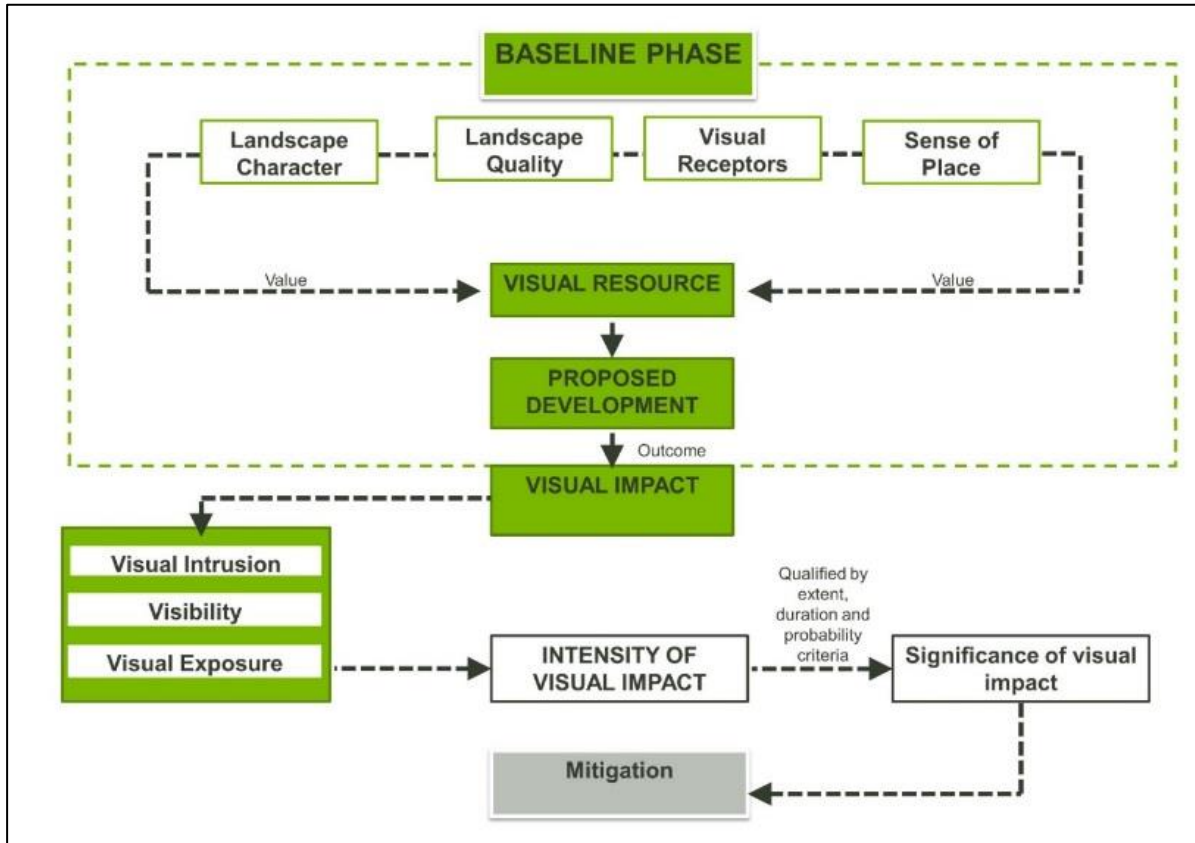 BASELINE PHASE
Landscape
Character
Landscape
Quality
Visual
Receptors
Sense of
Place
Value
VISUAL RESOURCE
Value
PROPOSED
DEVELOPMENT
Outcome
VISUAL IMPACT
Visual Intrusion
Visibility
Visual Exposure
INTENSITY OF
VISUAL IMPACT
Qualified by
extent,
duration and
probability
criteria
Significance of visual
impact
Mitigation